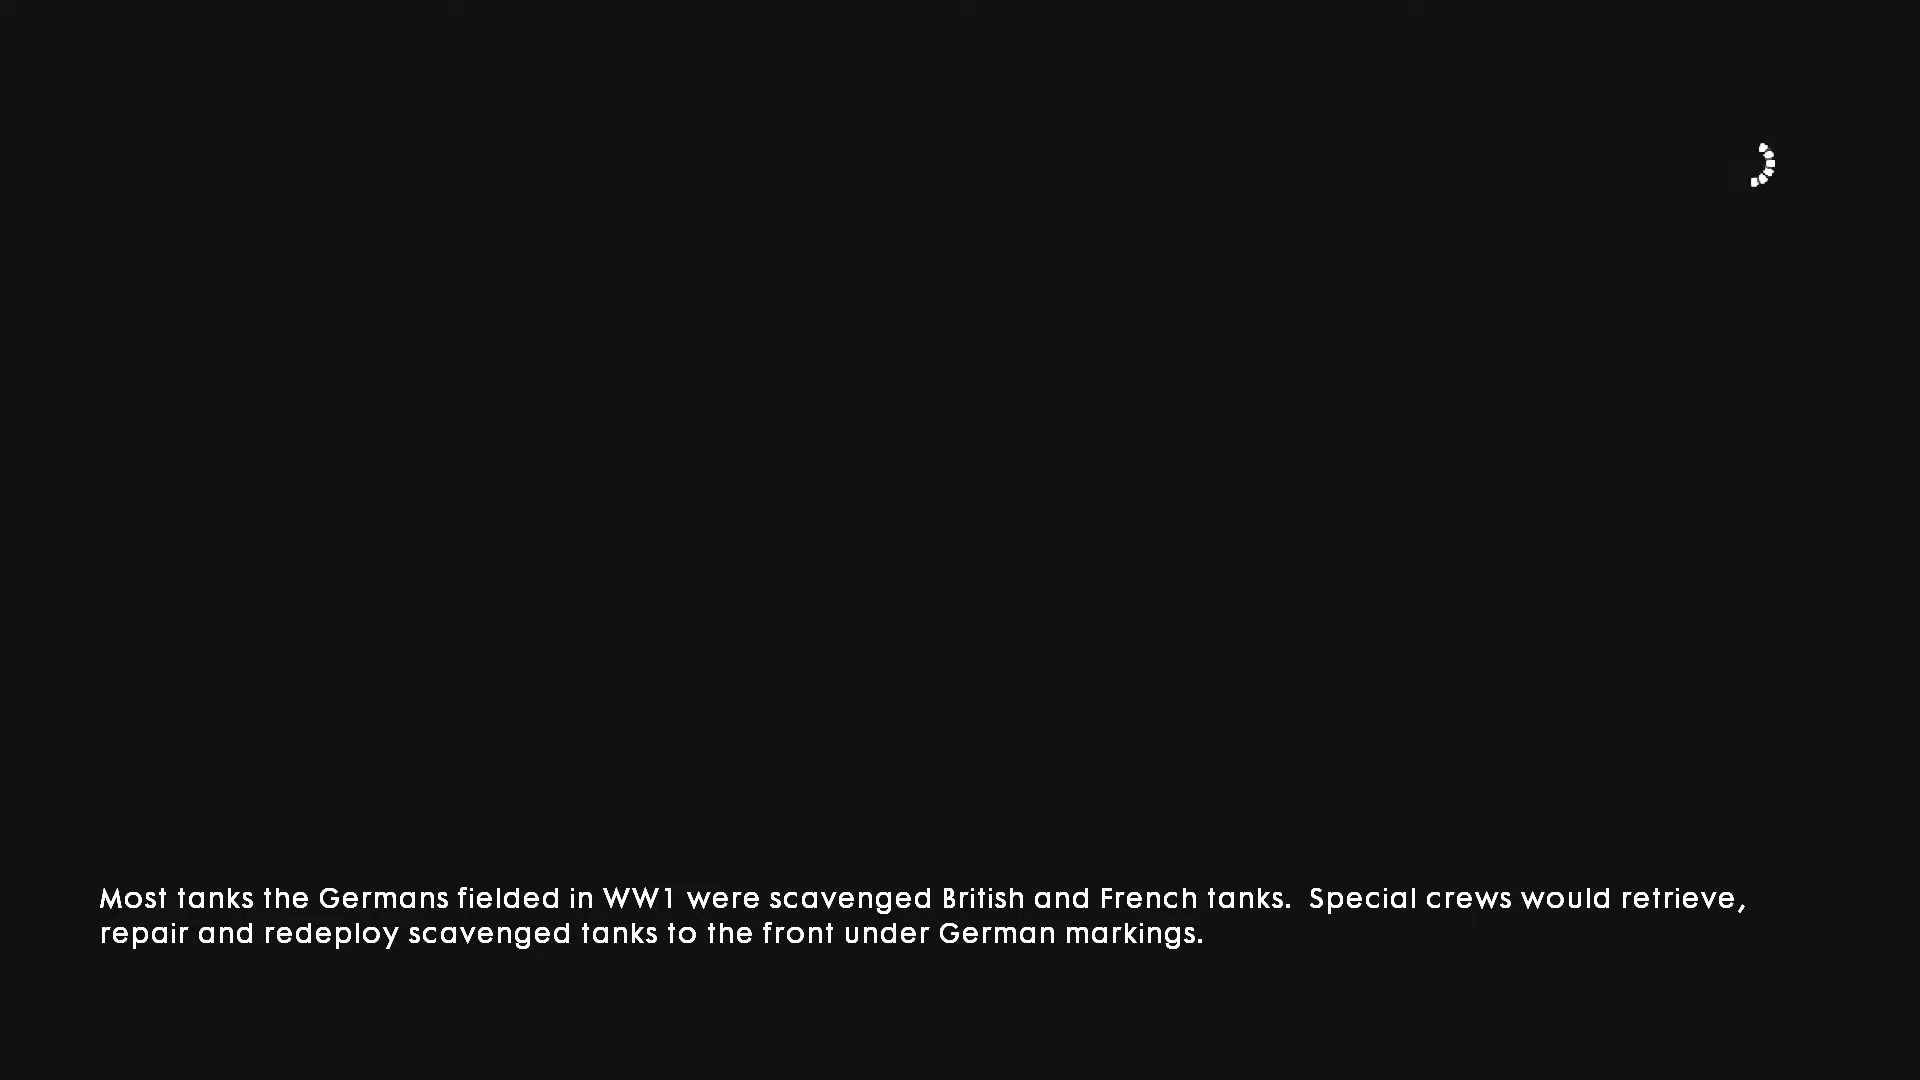 Most tanks the Germans fielded in WW1 were scavenged British and French tanks.  Special crews would retrieve,
repair and redeploy scavenged tanks to the front under German markings.